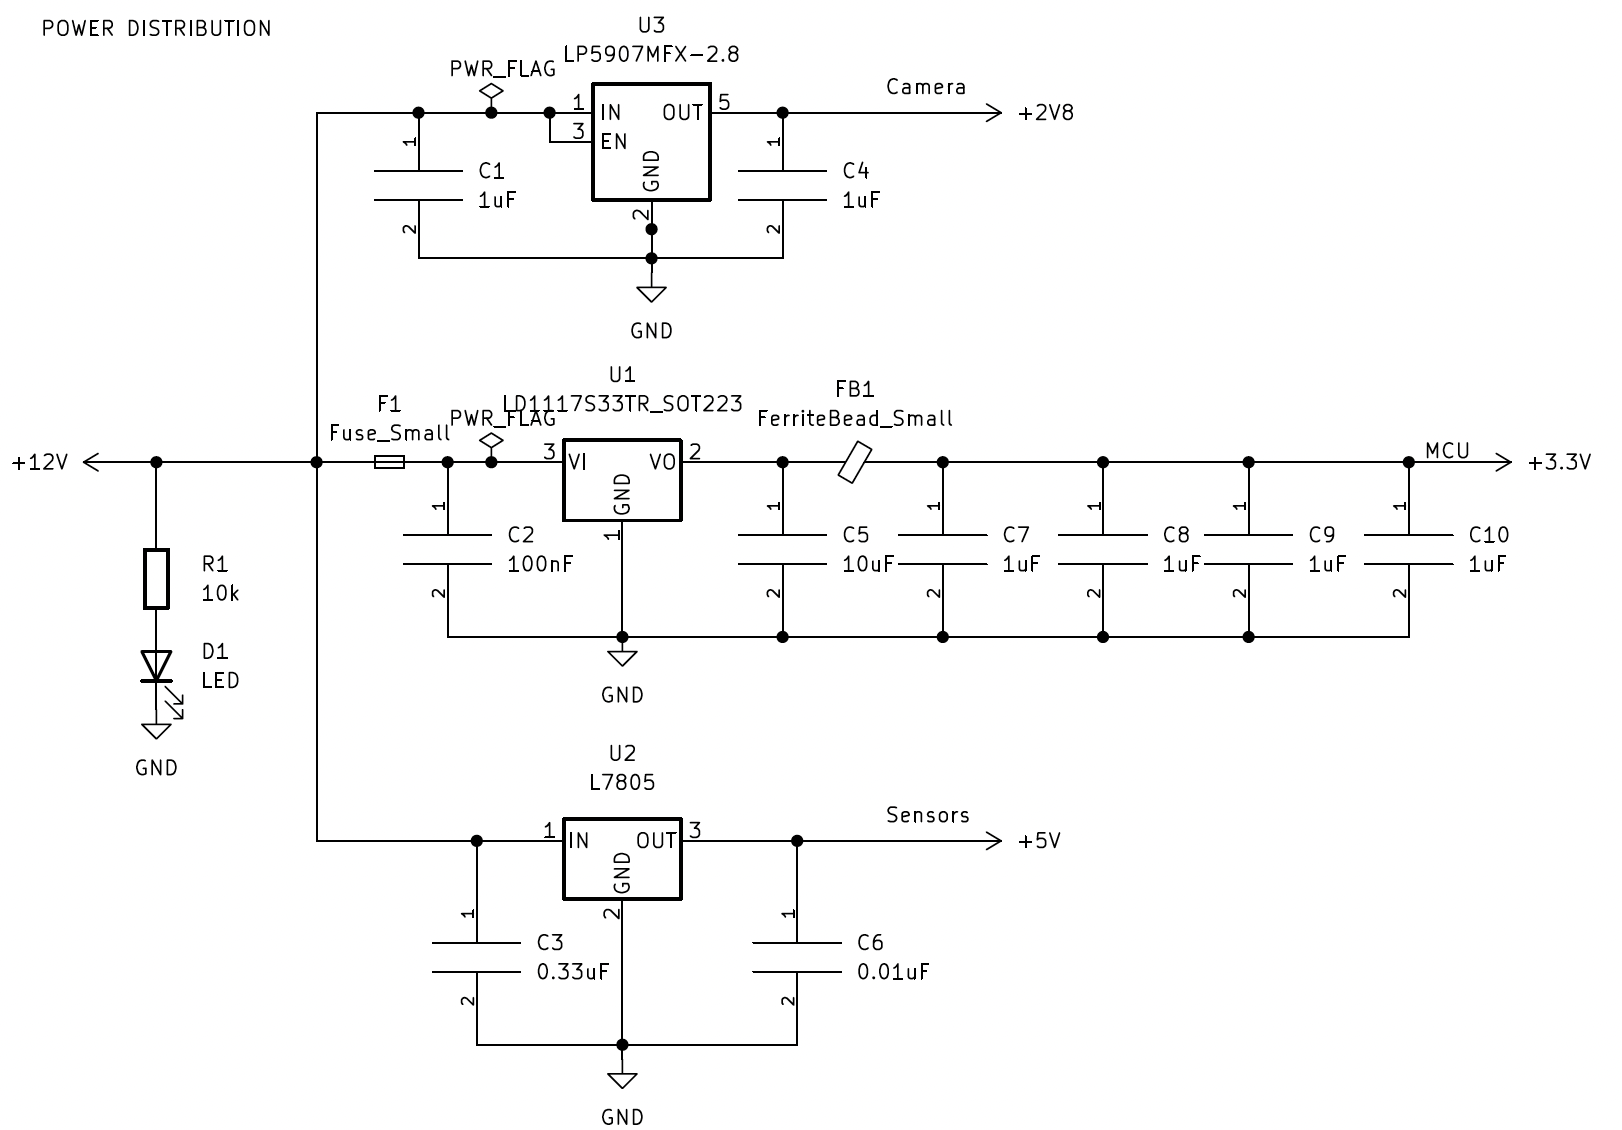 POWER DISTRIBUTION
U3
LP5907MFX-2.8
PWR_FLAG
1
IN
OUT
5
Camera
+2V8
3
EN
GND
2
1
C1
1uF
2
1
C4
1uF
2
GND
U1
LD1117S33TR_SOT223
F1
Fuse_Small
PWR_FLAG
FB1
FerriteBead_Small
+12V
3
VI
VO
2
GND
1
MCU
+3.3V
1
C2
100nF
2
1
C5
10uF
2
1
C7
1uF
2
1
C8
1uF
2
1
C9
1uF
2
1
C10
1uF
2
GND
R1
10k
D1
LED
GND
U2
L7805
1
IN
OUT
3
GND
2
Sensors
+5V
1
C3
0.33uF
2
1
C6
0.01uF
2
GND